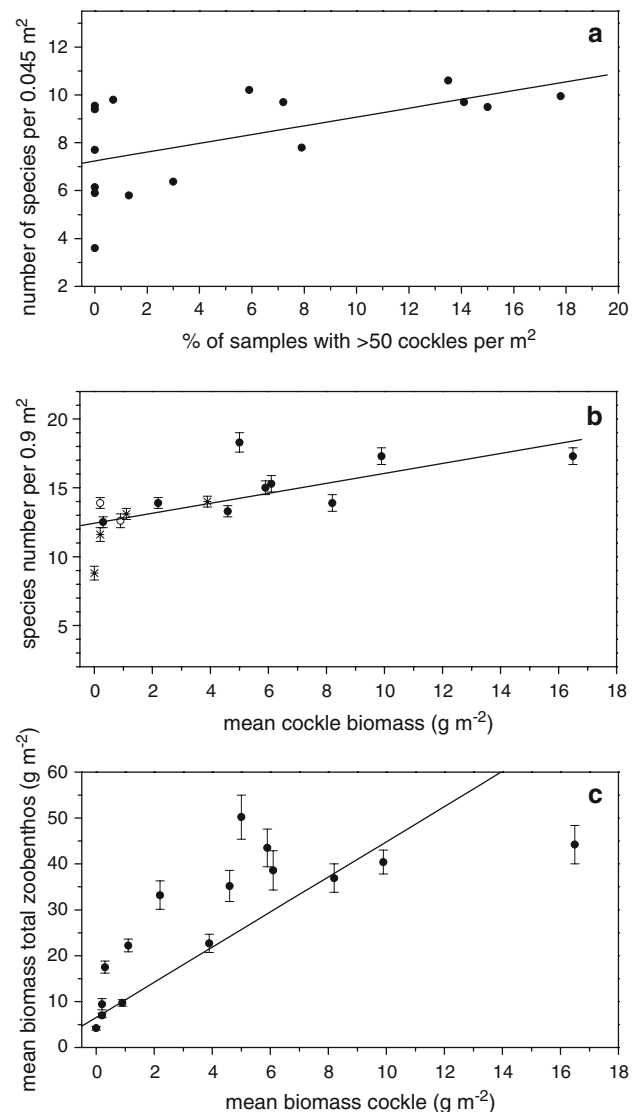 a
number of species per 0.045 m²
12
10
8
6
4
2
0 2 4 6 8 10 12 14 16 18 20
% of samples with >50 cockles per m²
b
species number per 0.9 m²
20
15
10
5
0 2 4 6 8 10 12 14 16 18
mean cockle biomass (g m⁻²)
c
mean biomass total zoobenthos (g m⁻²)
60
50
40
30
20
10
0
0 2 4 6 8 10 12 14 16 18
mean biomass cockle (g m⁻²)